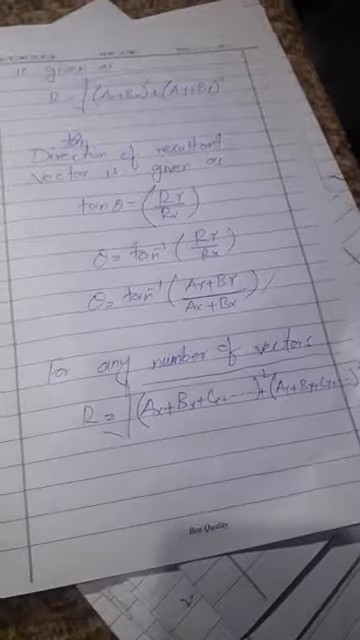 is given as
R = √(Ax+Bx)²+(Ay+By)²
Direction of resultant
vector is given as
tanθ = (Ry/Rx)
θ = tan⁻¹ (Ry/Rx)
θ = tan⁻¹ (Ay+By/Ax+Bx)
For any number of vectors
R = √(Ax+Bx+Cx+ ----)²+(Ay+By+Cy+ ---)²
Best Quality